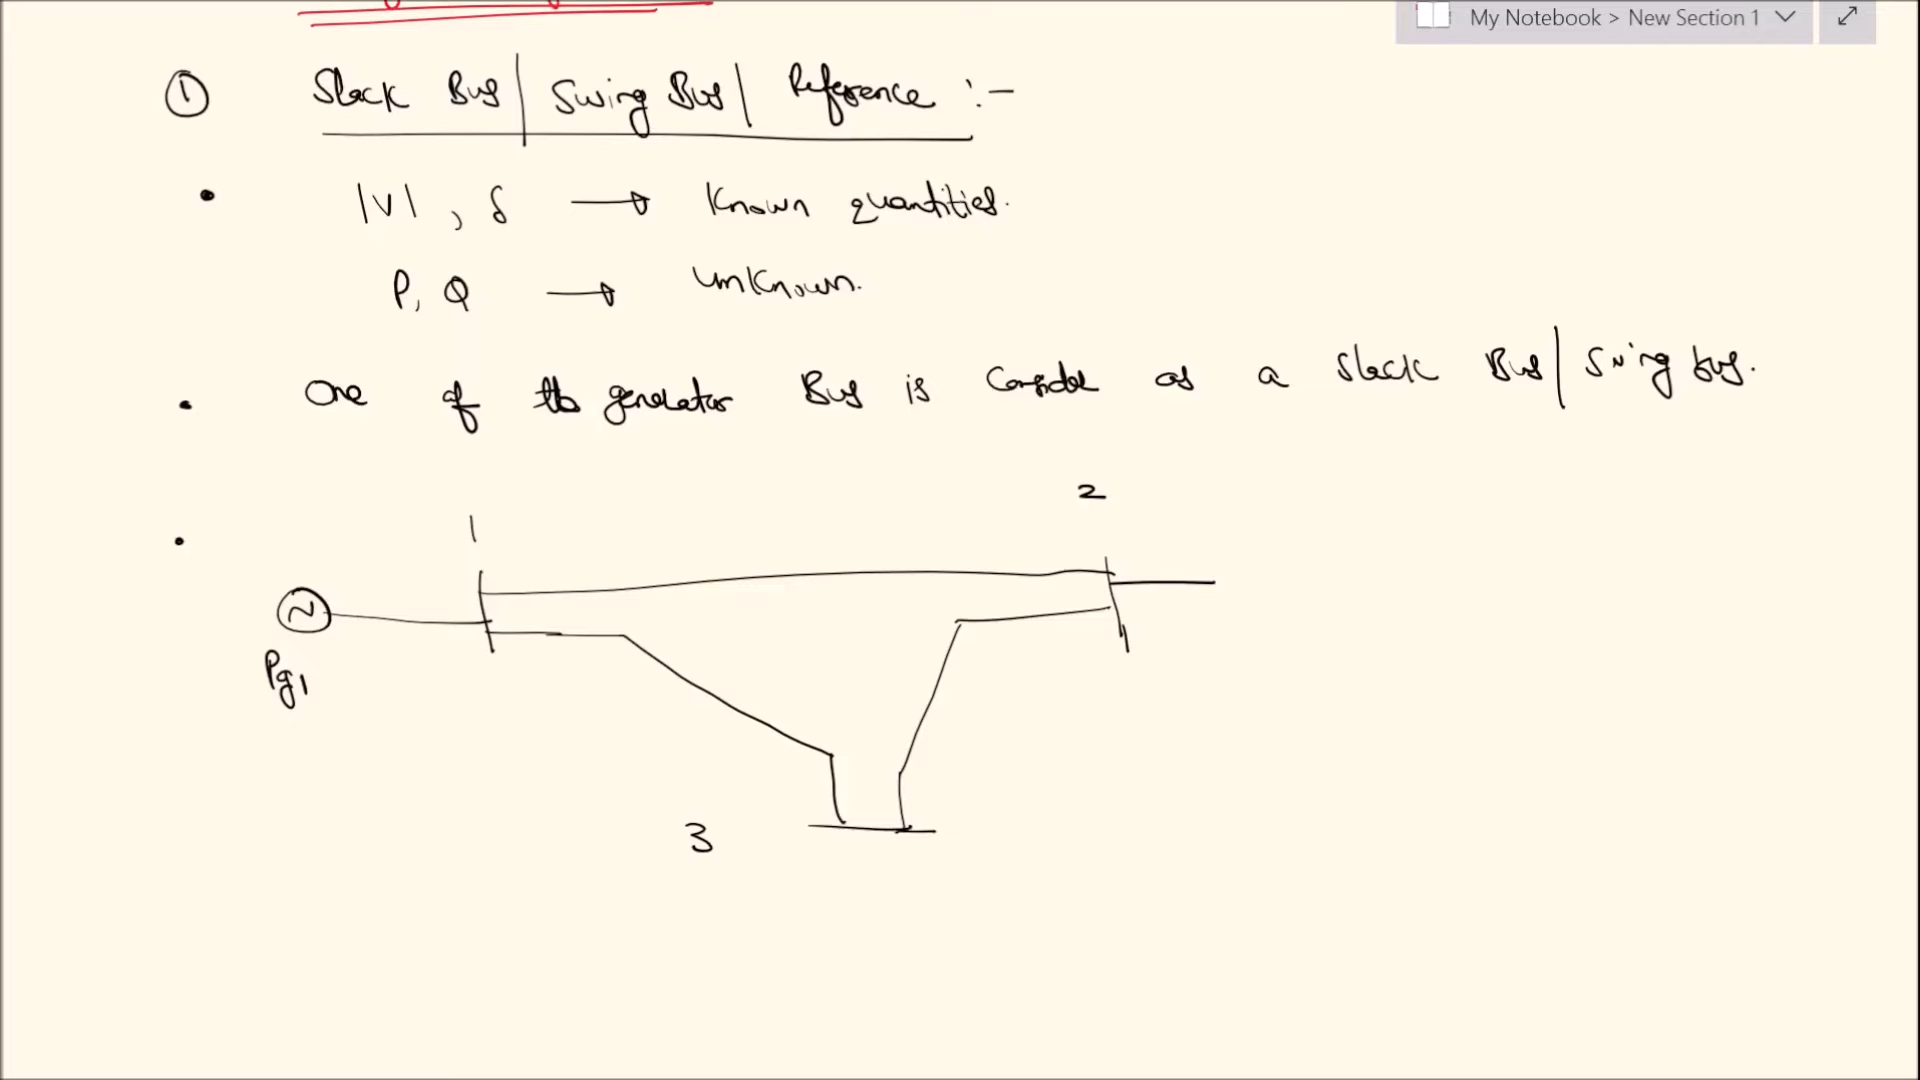 My Notebook > New Section 1
① Slack Bus | Swing Bus | Reference :-
• |V| , δ → Known quantities.
P, Q → unknown.
• One of the generator Bus is Conside as a Slack Bus | Swing bus.
•
1
2
~
Pg1
3